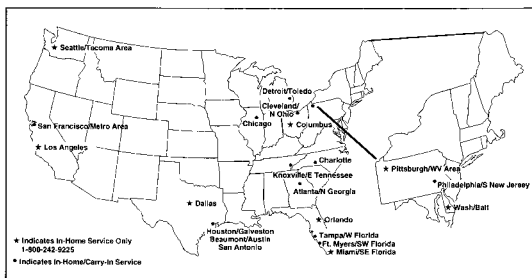 ★ Seattle/Tacoma Area
Detroit/Toledo
Cleveland/
N Ohio
Chicago
★ Columbus
San Francisco/Metro Area
★ Los Angeles
★ Pittsburgh/WV Area
Philadelphia/S New Jersey
★ Wash/Balt
Charlotte
Knoxville/E Tennessee
Atlanta/N Georgia
★ Dallas
★ Orlando
Houston/Galveston
Beaumont/Austin
San Antonio
Tampa/W Florida
Ft. Myers/SW Florida
★ Miami/SE Florida
★ Indicates In-Home Service Only
1-800-242-9225
• Indicates In-Home/Carry-In Service